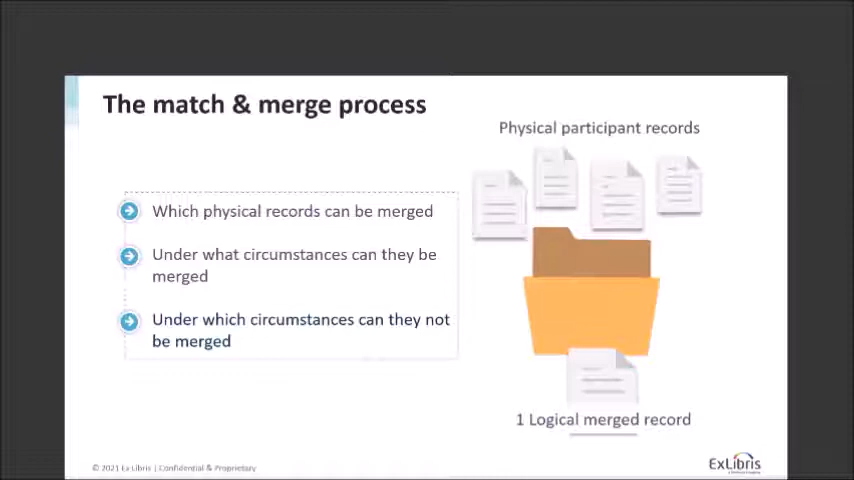 The match & merge process
Physical participant records
Which physical records can be merged
Under what circumstances can they be
merged
Under which circumstances can they not
be merged
1 Logical merged record
© 2021 Ex Libris | Confidential & Proprietary
ExLibris